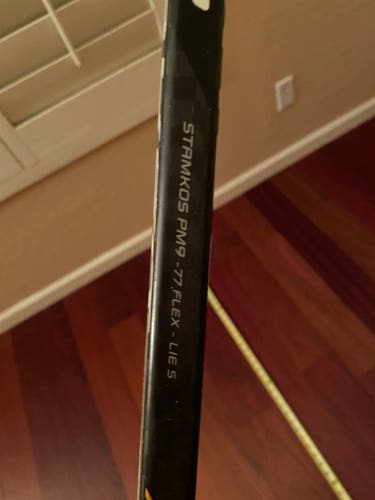 STAMKOS PM9 - 77 FLEX - LIE 5